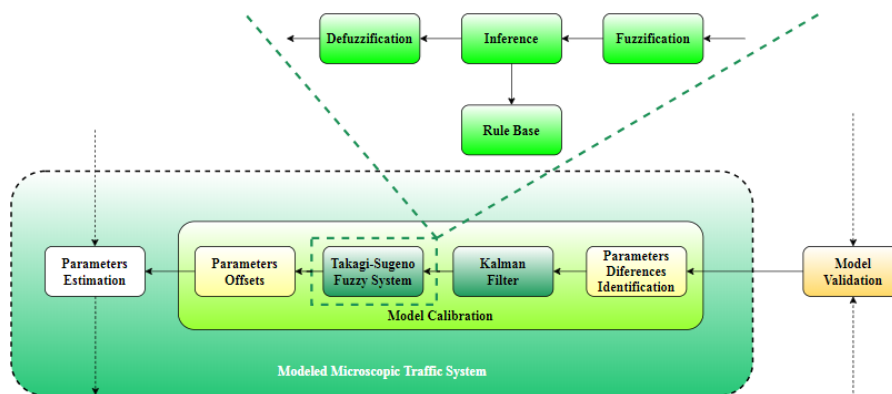 Defuzzification
Inference
Fuzzification
Rule Base
Parameters
Estimation
Parameters
Offsets
Takagi-Sugeno
Fuzzy System
Kalman
Filter
Parameters
Diferences
Identification
Model
Validation
Model Calibration
Modeled Microscopic Traffic System